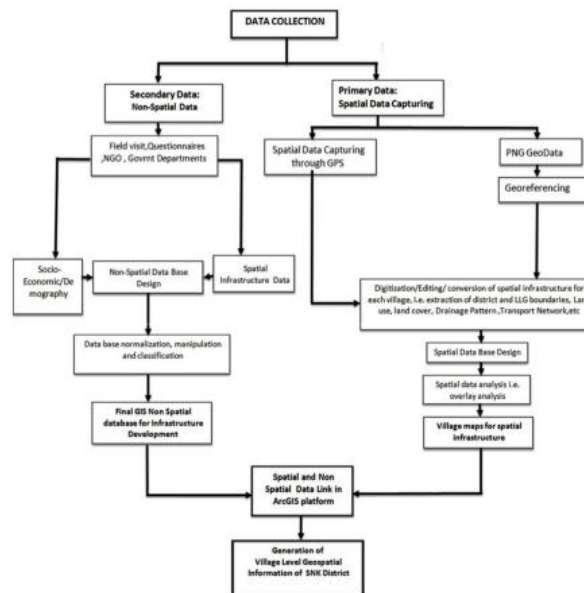 DATA COLLECTION
Secondary Data:
Non-Spatial Data
Primary Data:
Spatial Data Capturing
Field visit,Questionnaires
,NGO , Govrnt Departments
Spatial Data Capturing
through GPS
PNG GeoData
Georeferencing
Socio-
Economic/De
mography
Non-Spatial Data Base
Design
Spatial
Infrastructure Data
Digitization/Editing/ conversion of spatial infrastructure for
each village, i.e. extraction of district and LLG boundaries, Lan
use, land cover, Drainage Pattern ,Transport Network,etc
Data base normalization, manipulation
and classification
Spatial Data Base Design
Spatial data analysis i.e.
overlay analysis
Final GIS Non Spatial
database for Infrastructure
Development
Village maps for spatial
infrastructure
Spatial and Non
Spatial Data Link in
ArcGIS platform
Generation of
Village Level Geospatial
Information of SNK District